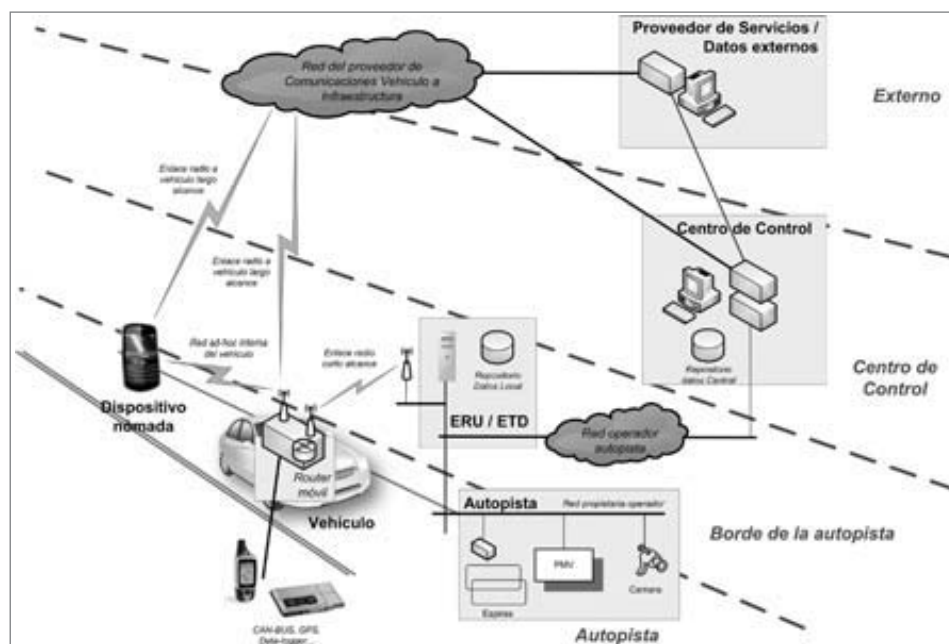 Proveedor de Servicios /
Datos externos
Externo
Red del proveedor de
Comunicaciones Vehículo a
Infraestructura
Enlace radio a
vehículo largo
alcance
Enlace radio a
vehículo largo
alcance
Centro de Control
Repositorio
datos Central
Centro de
Control
Red ad-hoc interna
del vehículo
Enlace radio
corto alcance
Repositorio
Datos Local
ERU / ETD
Red operador
autopista
Dispositivo
nómada
Router
móvil
Vehículo
Autopista
Red propietaria operador
PMV
Espiras
Camara
Borde de la autopista
CAN-BUS, GPS,
Data-logger...
Autopista